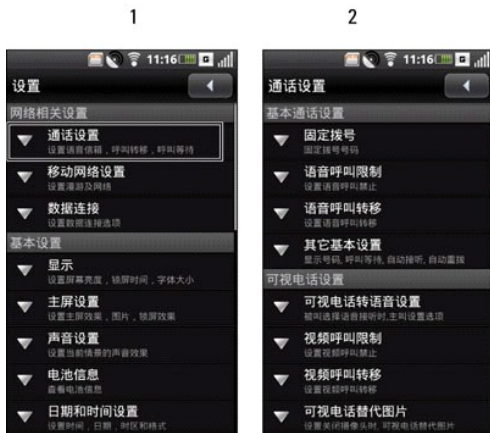 1
2
11:16
设置
网络相关设置
通话设置
设置语音信箱，呼叫转移，呼叫等待
移动网络设置
设置漫游及网络
数据连接
设置数据连接选项
基本设置
显示
设置屏幕亮度，锁屏时间，字体大小
主屏设置
设置主屏效果，图片，锁屏效果
声音设置
设置当前情景的声音效果
电池信息
查看电池信息
日期和时间设置
设置时间，日期，时区和格式
11:16
通话设置
基本通话设置
固定拨号
固定拨号号码
语音呼叫限制
设置语音呼叫禁止
语音呼叫转移
设置语音呼叫转移
其它基本设置
显示号码, 呼叫等待, 自动接听, 自动重拨
可视电话设置
可视电话转语音设置
被叫选择语音接听时,主叫设置选项
视频呼叫限制
设置视频呼叫禁止
视频呼叫转移
设置视频呼叫转移
可视电话替代图片
设置关闭摄像头时, 可视电话替代图片